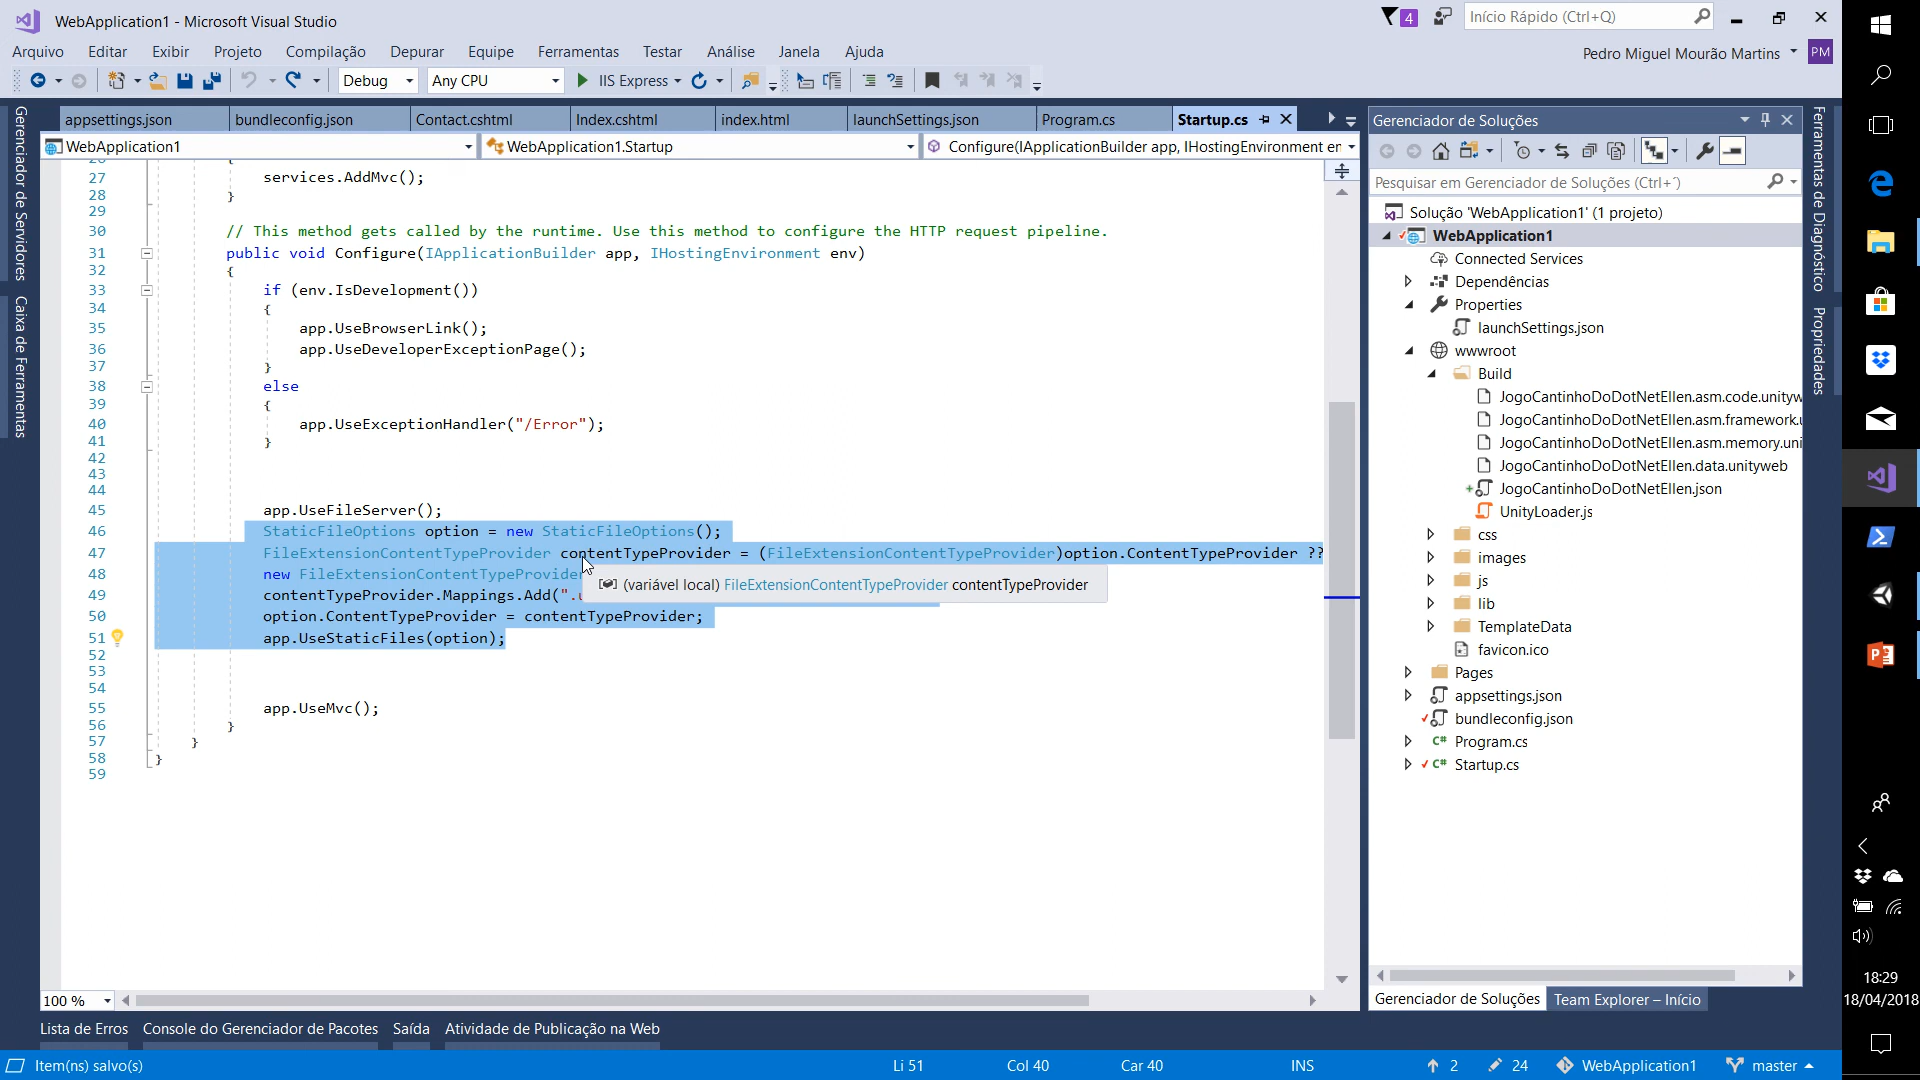 WebApplication1 - Microsoft Visual Studio
4
Início Rápido (Ctrl+Q)
Arquivo Editar Exibir Projeto Compilação Depurar Equipe Ferramentas Testar Análise Janela Ajuda
Pedro Miguel Mourão Martins PM
Debug Any CPU IIS Express
appsettings.json bundleconfig.json Contact.cshtml Index.cshtml index.html launchSettings.json Program.cs Startup.cs
WebApplication1 WebApplication1.Startup Configure(IApplicationBuilder app, IHostingEnvironment er
Gerenciador de Servidores
Caixa de Ferramentas
26 {
27 services.AddMvc();
28 }
29
30 // This method gets called by the runtime. Use this method to configure the HTTP request pipeline.
31 public void Configure(IApplicationBuilder app, IHostingEnvironment env)
32 {
33 if (env.IsDevelopment())
34 {
35 app.UseBrowserLink();
36 app.UseDeveloperExceptionPage();
37 }
38 else
39 {
40 app.UseExceptionHandler("/Error");
41 }
42
43
44
45 app.UseFileServer();
46 StaticFileOptions option = new StaticFileOptions();
47 FileExtensionContentTypeProvider contentTypeProvider = (FileExtensionContentTypeProvider)option.ContentTypeProvider ??
48 new FileExtensionContentTypeProvider
(variável local) FileExtensionContentTypeProvider contentTypeProvider
49 contentTypeProvider.Mappings.Add(".u
50 option.ContentTypeProvider = contentTypeProvider;
51 app.UseStaticFiles(option);
52
53
54
55 app.UseMvc();
56 }
57 }
58 }
59
100 %
Gerenciador de Soluções
Pesquisar em Gerenciador de Soluções (Ctrl+´)
Solução 'WebApplication1' (1 projeto)
WebApplication1
Connected Services
Dependências
Properties
launchSettings.json
wwwroot
Build
JogoCantinhoDoDotNetEllen.asm.code.unityw
JogoCantinhoDoDotNetEllen.asm.framework.u
JogoCantinhoDoDotNetEllen.asm.memory.uni
JogoCantinhoDoDotNetEllen.data.unityweb
JogoCantinhoDoDotNetEllen.json
UnityLoader.js
css
images
js
lib
TemplateData
favicon.ico
Pages
appsettings.json
bundleconfig.json
C# Program.cs
C# Startup.cs
Gerenciador de Soluções Team Explorer – Início
Ferramentas de Diagnóstico
Propriedades
Lista de Erros Console do Gerenciador de Pacotes Saída Atividade de Publicação na Web
Item(ns) salvo(s) Li 51 Col 40 Car 40 INS 2 24 WebApplication1 master
18:29
18/04/2018